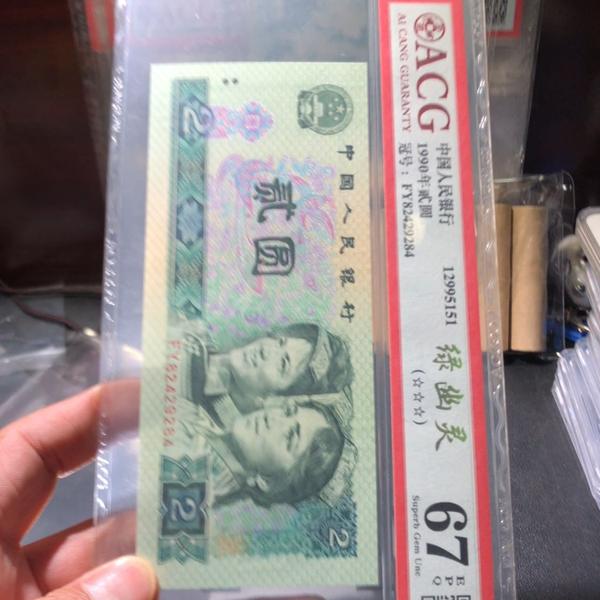 ACG
AI CANG GUARANTY
中国人民银行
1990年贰圆
冠号：FY82429284
12995151
绿幽灵
(☆☆☆)
67
EPQ
Superb Gem Unc
中国人民银行
贰圆
FY82429284
2
2
2